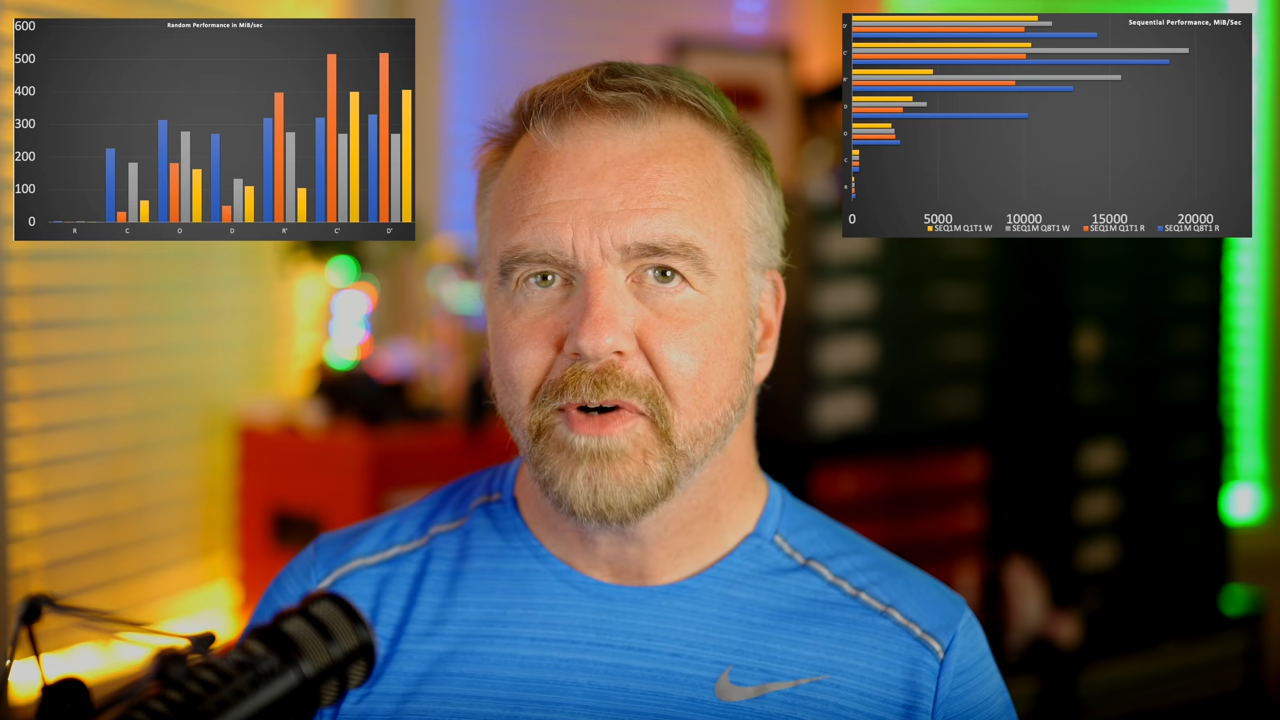 Random Performance in MiB/sec
600
500
400
300
200
100
0
R C O D R' C' D'
Sequential Performance, MiB/Sec
D'
C'
R'
D
O
C
R
0 5000 10000 15000 20000
SEQ1M Q1T1 W SEQ1M Q8T1 W SEQ1M Q1T1 R SEQ1M Q8T1 R